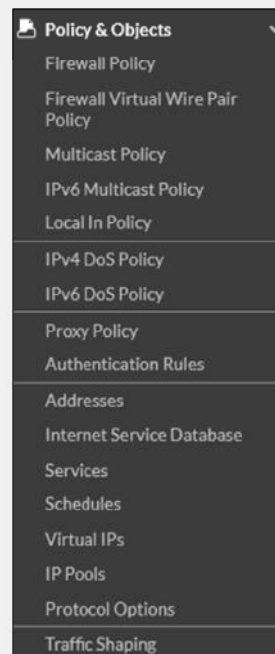 Policy & Objects
Firewall Policy
Firewall Virtual Wire Pair
Policy
Multicast Policy
IPv6 Multicast Policy
Local In Policy
IPv4 DoS Policy
IPv6 DoS Policy
Proxy Policy
Authentication Rules
Addresses
Internet Service Database
Services
Schedules
Virtual IPs
IP Pools
Protocol Options
Traffic Shaping